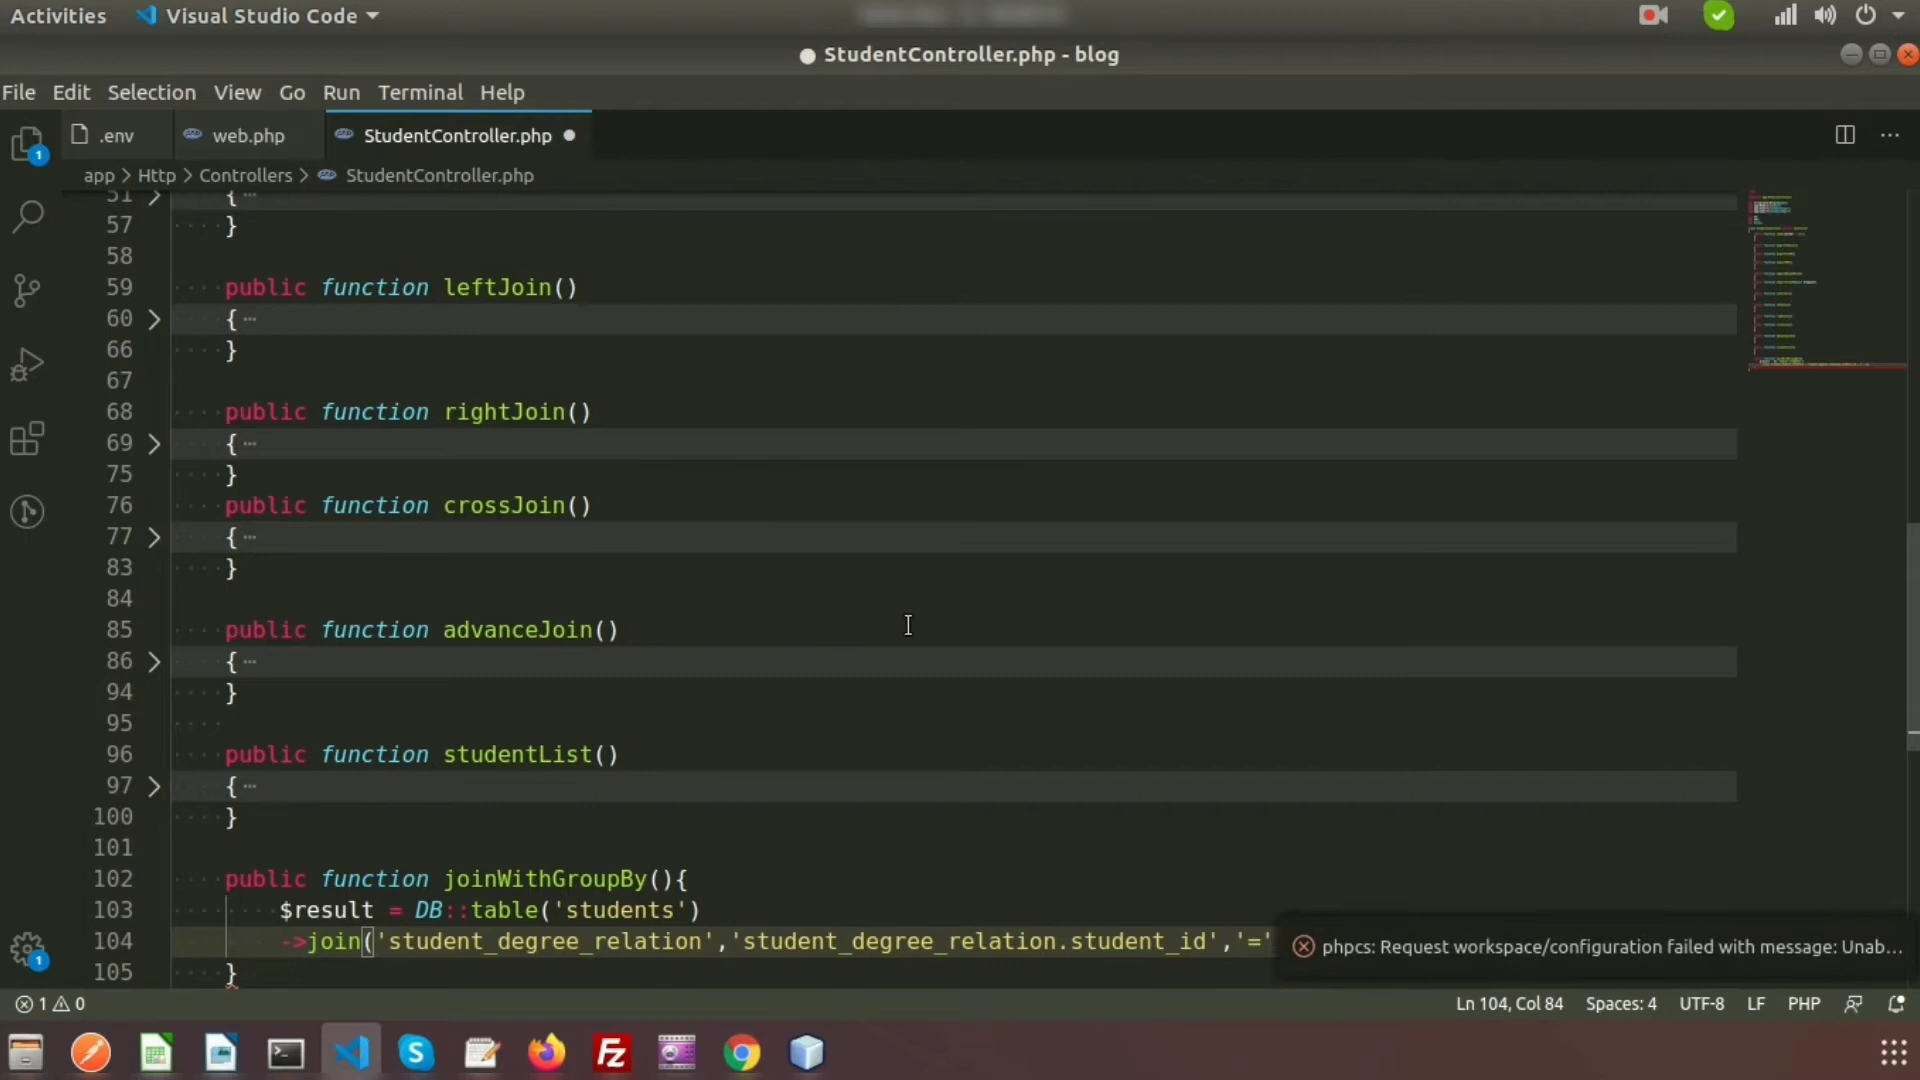 Activities Visual Studio Code
StudentController.php - blog
File Edit Selection View Go Run Terminal Help
1 .env web.php StudentController.php
app > Http > Controllers > StudentController.php
51 {
57 }
58
59 public function leftJoin()
60 {
66 }
67
68 public function rightJoin()
69 {
75 }
76 public function crossJoin()
77 {
83 }
84
85 public function advanceJoin()
86 {
94 }
95
96 public function studentList()
97 {
100 }
101
102 public function joinWithGroupBy(){
103 $result = DB::table('students')
104 ->join('student_degree_relation','student_degree_relation.student_id','='
105 }
phpcs: Request workspace/configuration failed with message: Unab...
1
1 0 Ln 104, Col 84 Spaces: 4 UTF-8 LF PHP
S Fz